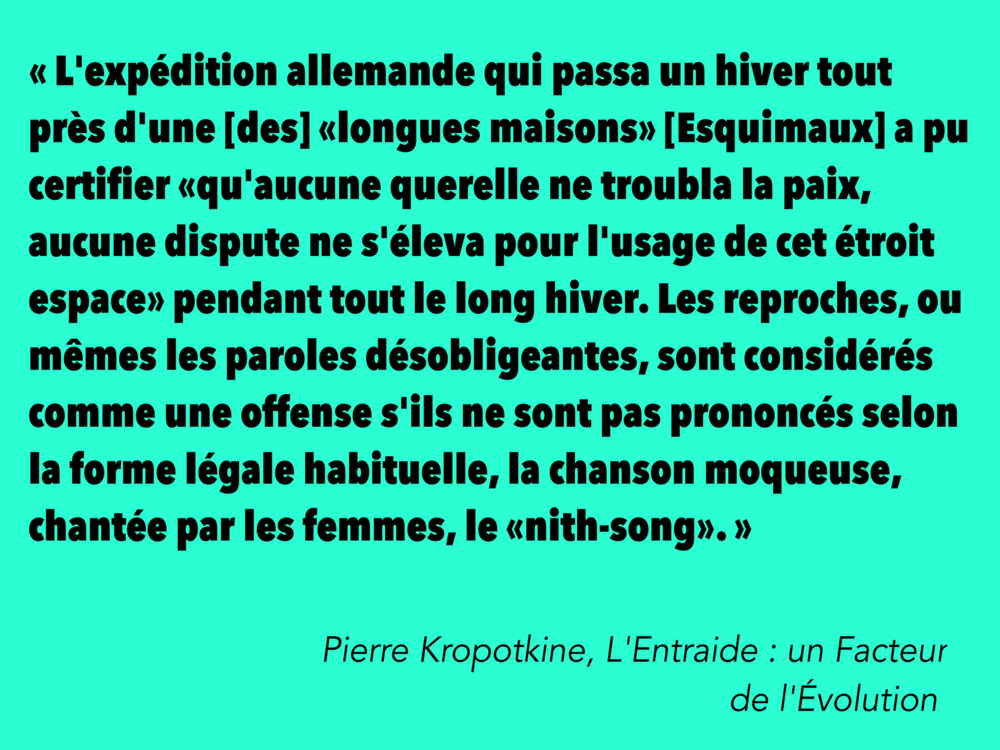 « L'expédition allemande qui passa un hiver tout
près d'une [des] «longues maisons» [Esquimaux] a pu
certifier «qu'aucune querelle ne troubla la paix,
aucune dispute ne s'éleva pour l'usage de cet étroit
espace» pendant tout le long hiver. Les reproches, ou
mêmes les paroles désobligeantes, sont considérés
comme une offense s'ils ne sont pas prononcés selon
la forme légale habituelle, la chanson moqueuse,
chantée par les femmes, le «nith-song». »
Pierre Kropotkine, L'Entraide : un Facteur
de l'Évolution